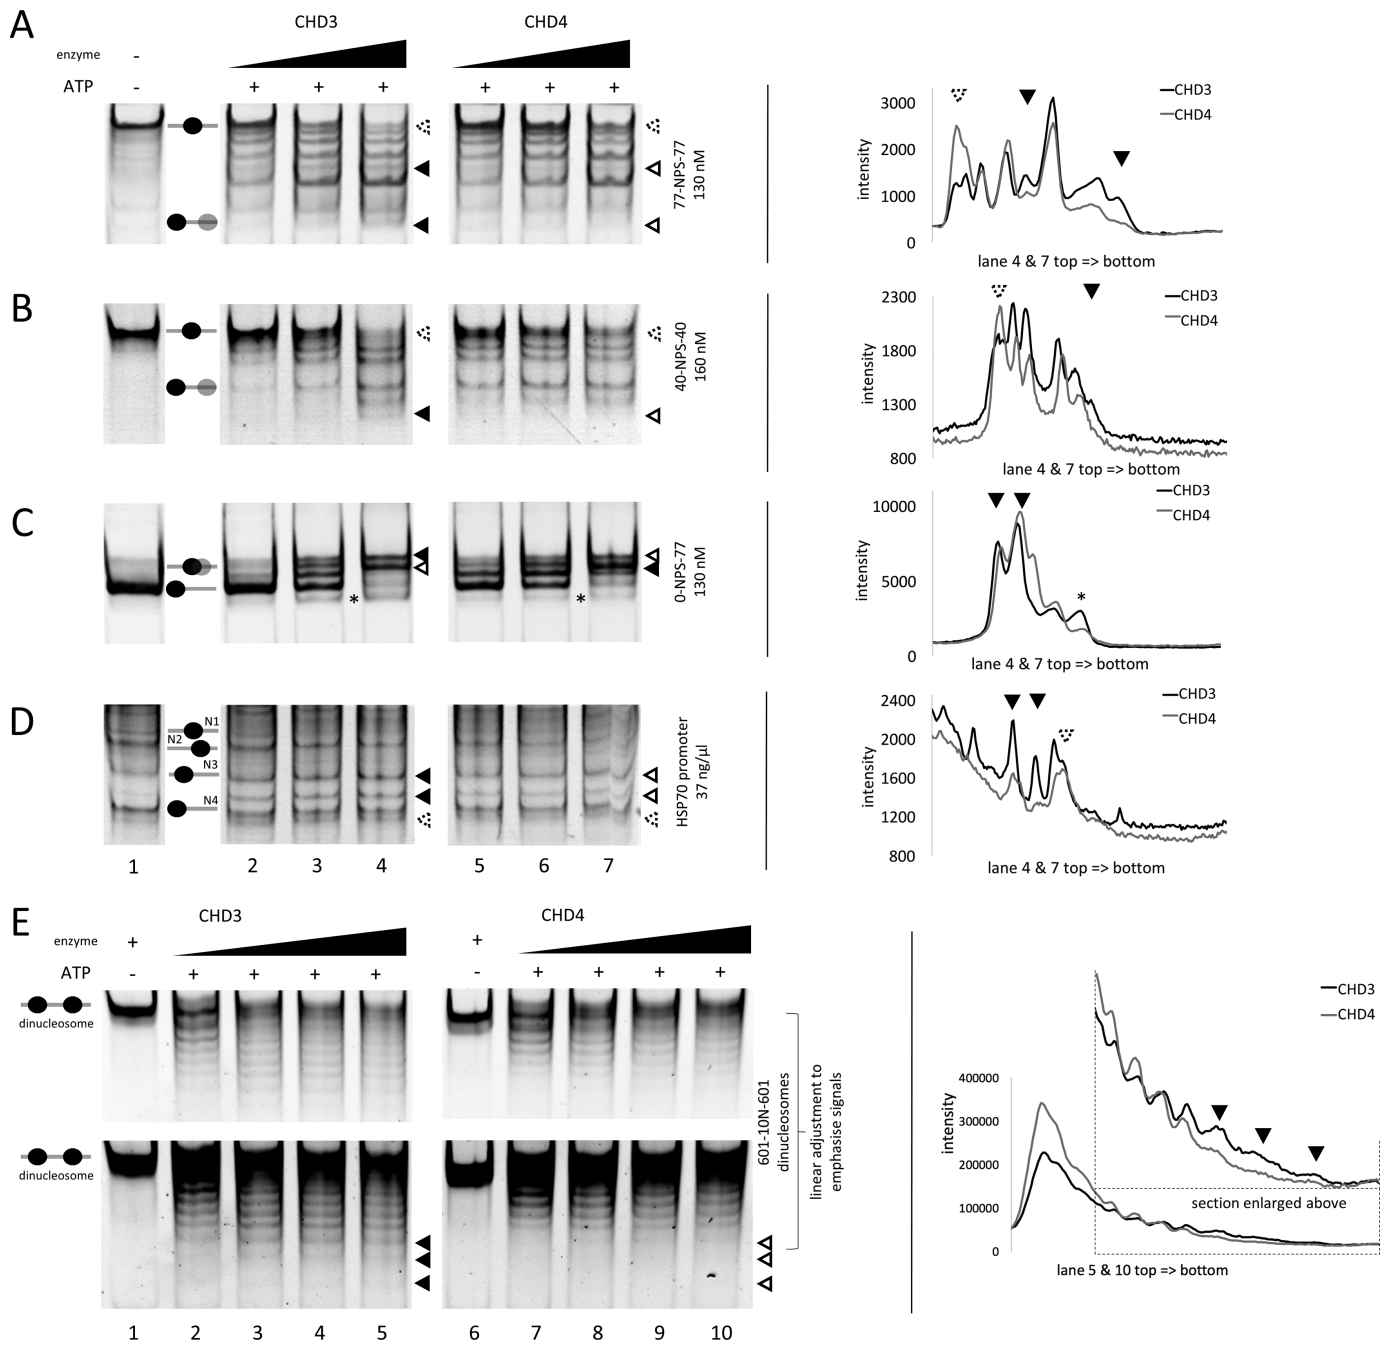 A
CHD3
CHD4
enzyme
-
ATP
-
+
+
+
+
+
+
77-NPS-77
130 nM
3000
2000
1000
0
intensity
CHD3
CHD4
lane 4 & 7 top => bottom
B
40-NPS-40
160 nM
2300
1800
1300
800
intensity
CHD3
CHD4
lane 4 & 7 top => bottom
C
*
*
0-NPS-77
130 nM
10000
5000
0
intensity
CHD3
CHD4
*
lane 4 & 7 top => bottom
D
N1
N2
N3
N4
HSP70 promoter
37 ng/µl
2400
2000
1600
1200
800
intensity
CHD3
CHD4
lane 4 & 7 top => bottom
1
2
3
4
5
6
7
E
CHD3
CHD4
enzyme
+
+
ATP
-
+
+
+
+
-
+
+
+
+
dinucleosome
dinucleosome
601-10N-601
dinucleosomes
linear adjustment to
emphasise signals
CHD3
CHD4
400000
300000
200000
100000
0
intensity
section enlarged above
lane 5 & 10 top => bottom
1
2
3
4
5
6
7
8
9
10